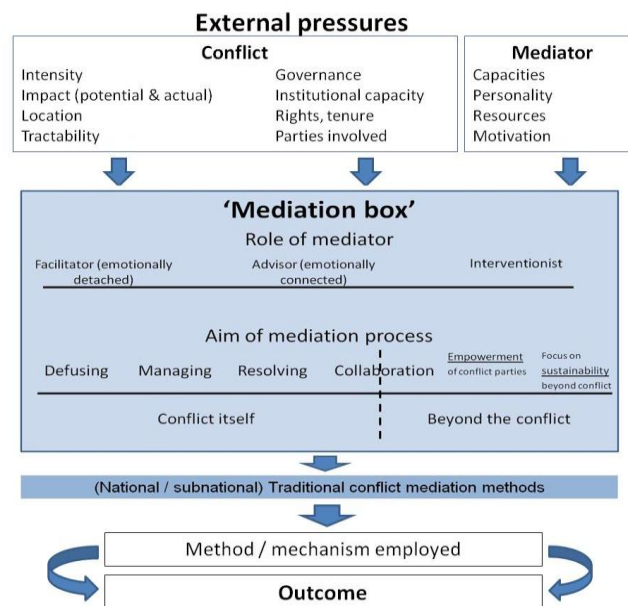 External pressures
Conflict
Intensity
Impact (potential & actual)
Location
Tractability
Governance
Institutional capacity
Rights, tenure
Parties involved
Mediator
Capacities
Personality
Resources
Motivation
‘Mediation box’
Role of mediator
Facilitator (emotionally
detached)
Advisor (emotionally
connected)
Interventionist
Aim of mediation process
Defusing
Managing
Resolving
Collaboration
Empowerment
of conflict parties
Focus on
sustainability
beyond conflict
Conflict itself
Beyond the conflict
(National / subnational) Traditional conflict mediation methods
Method / mechanism employed
Outcome